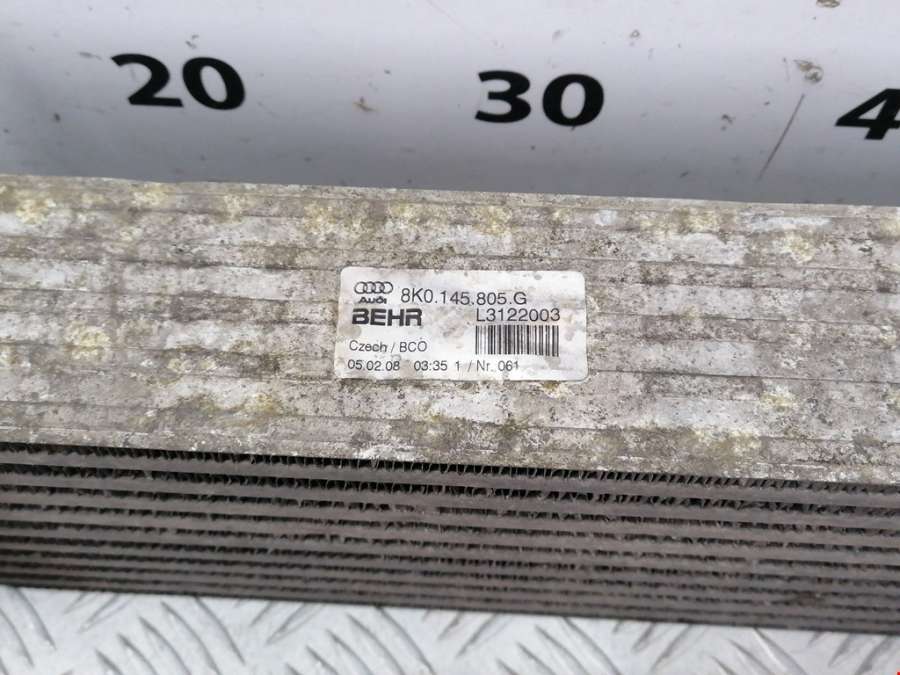 20 30 4
8K0.145.805.G
Audi
BEHR L3122003
Czech / BCO
05.02.08 03:35 1 / Nr. 061